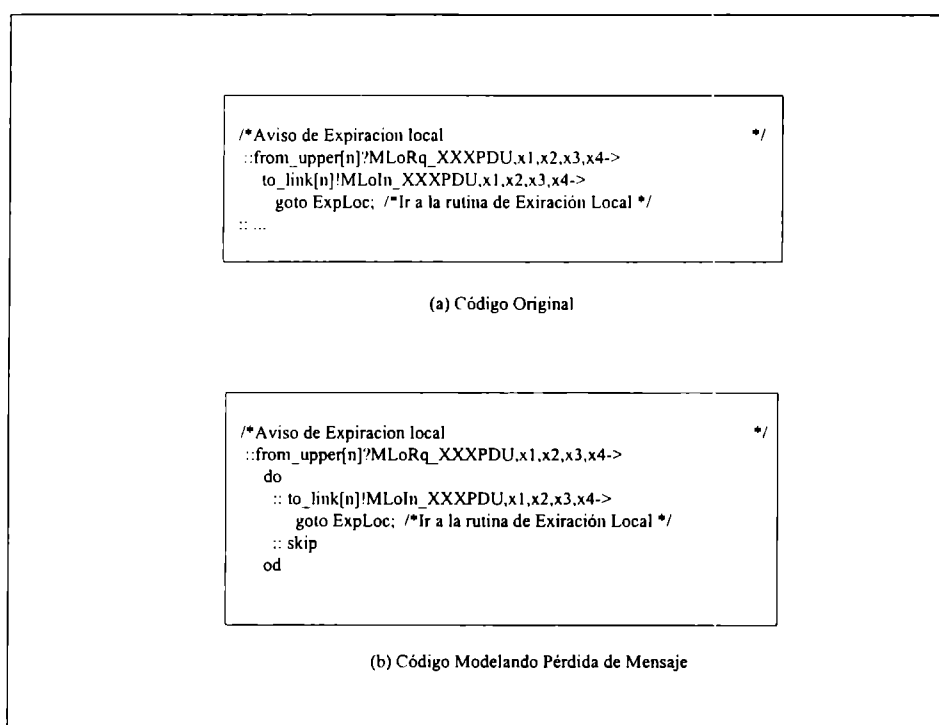 /*Aviso de Expiracion local */
::from_upper[n]?MLoRq_XXXPDU,x1,x2,x3,x4->
to_link[n]!MLoIn_XXXPDU,x1,x2,x3,x4->
goto ExpLoc; /*Ir a la rutina de Exiración Local */
:: ...
(a) Código Original
/*Aviso de Expiracion local */
::from_upper[n]?MLoRq_XXXPDU,x1,x2,x3,x4->
do
:: to_link[n]!MLoIn_XXXPDU,x1,x2,x3,x4->
goto ExpLoc; /*Ir a la rutina de Exiración Local */
:: skip
od
(b) Código Modelando Pérdida de Mensaje